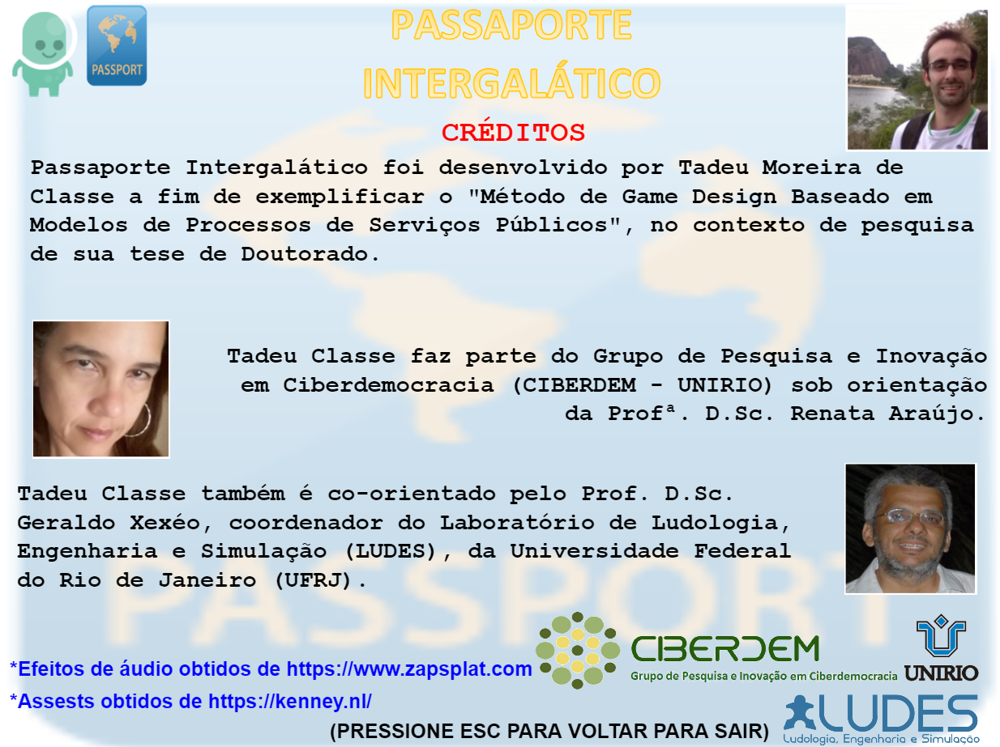 PASSPORT
PASSAPORTE
INTERGALÁTICO
CRÉDITOS
Passaporte Intergalático foi desenvolvido por Tadeu Moreira de
Classe a fim de exemplificar o "Método de Game Design Baseado em
Modelos de Processos de Serviços Públicos", no contexto de pesquisa
de sua tese de Doutorado.
Tadeu Classe faz parte do Grupo de Pesquisa e Inovação
em Ciberdemocracia (CIBERDEM - UNIRIO) sob orientação
da Profª. D.Sc. Renata Araújo.
Tadeu Classe também é co-orientado pelo Prof. D.Sc.
Geraldo Xexéo, coordenador do Laboratório de Ludologia,
Engenharia e Simulação (LUDES), da Universidade Federal
do Rio de Janeiro (UFRJ).
PASSPORT
CIBERDEM
Grupo de Pesquisa e Inovação em Ciberdemocracia
UNIRIO
*Efeitos de áudio obtidos de https://www.zapsplat.com
*Assests obtidos de https://kenney.nl/
(PRESSIONE ESC PARA VOLTAR PARA SAIR)
LUDES
Ludologia, Engenharia e Simulação